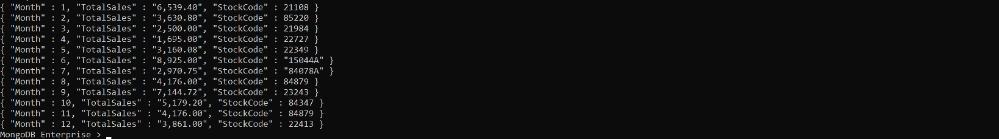 { "Month" : 1, "TotalSales" : "6,539.40", "StockCode" : 21108 }
{ "Month" : 2, "TotalSales" : "3,630.80", "StockCode" : 85220 }
{ "Month" : 3, "TotalSales" : "2,500.00", "StockCode" : 21984 }
{ "Month" : 4, "TotalSales" : "1,695.00", "StockCode" : 22727 }
{ "Month" : 5, "TotalSales" : "3,160.08", "StockCode" : 22349 }
{ "Month" : 6, "TotalSales" : "8,925.00", "StockCode" : "15044A" }
{ "Month" : 7, "TotalSales" : "2,970.75", "StockCode" : "84078A" }
{ "Month" : 8, "TotalSales" : "4,176.00", "StockCode" : 84879 }
{ "Month" : 9, "TotalSales" : "7,144.72", "StockCode" : 23243 }
{ "Month" : 10, "TotalSales" : "5,179.20", "StockCode" : 84347 }
{ "Month" : 11, "TotalSales" : "4,176.00", "StockCode" : 84879 }
{ "Month" : 12, "TotalSales" : "3,861.00", "StockCode" : 22413 }
MongoDB Enterprise >